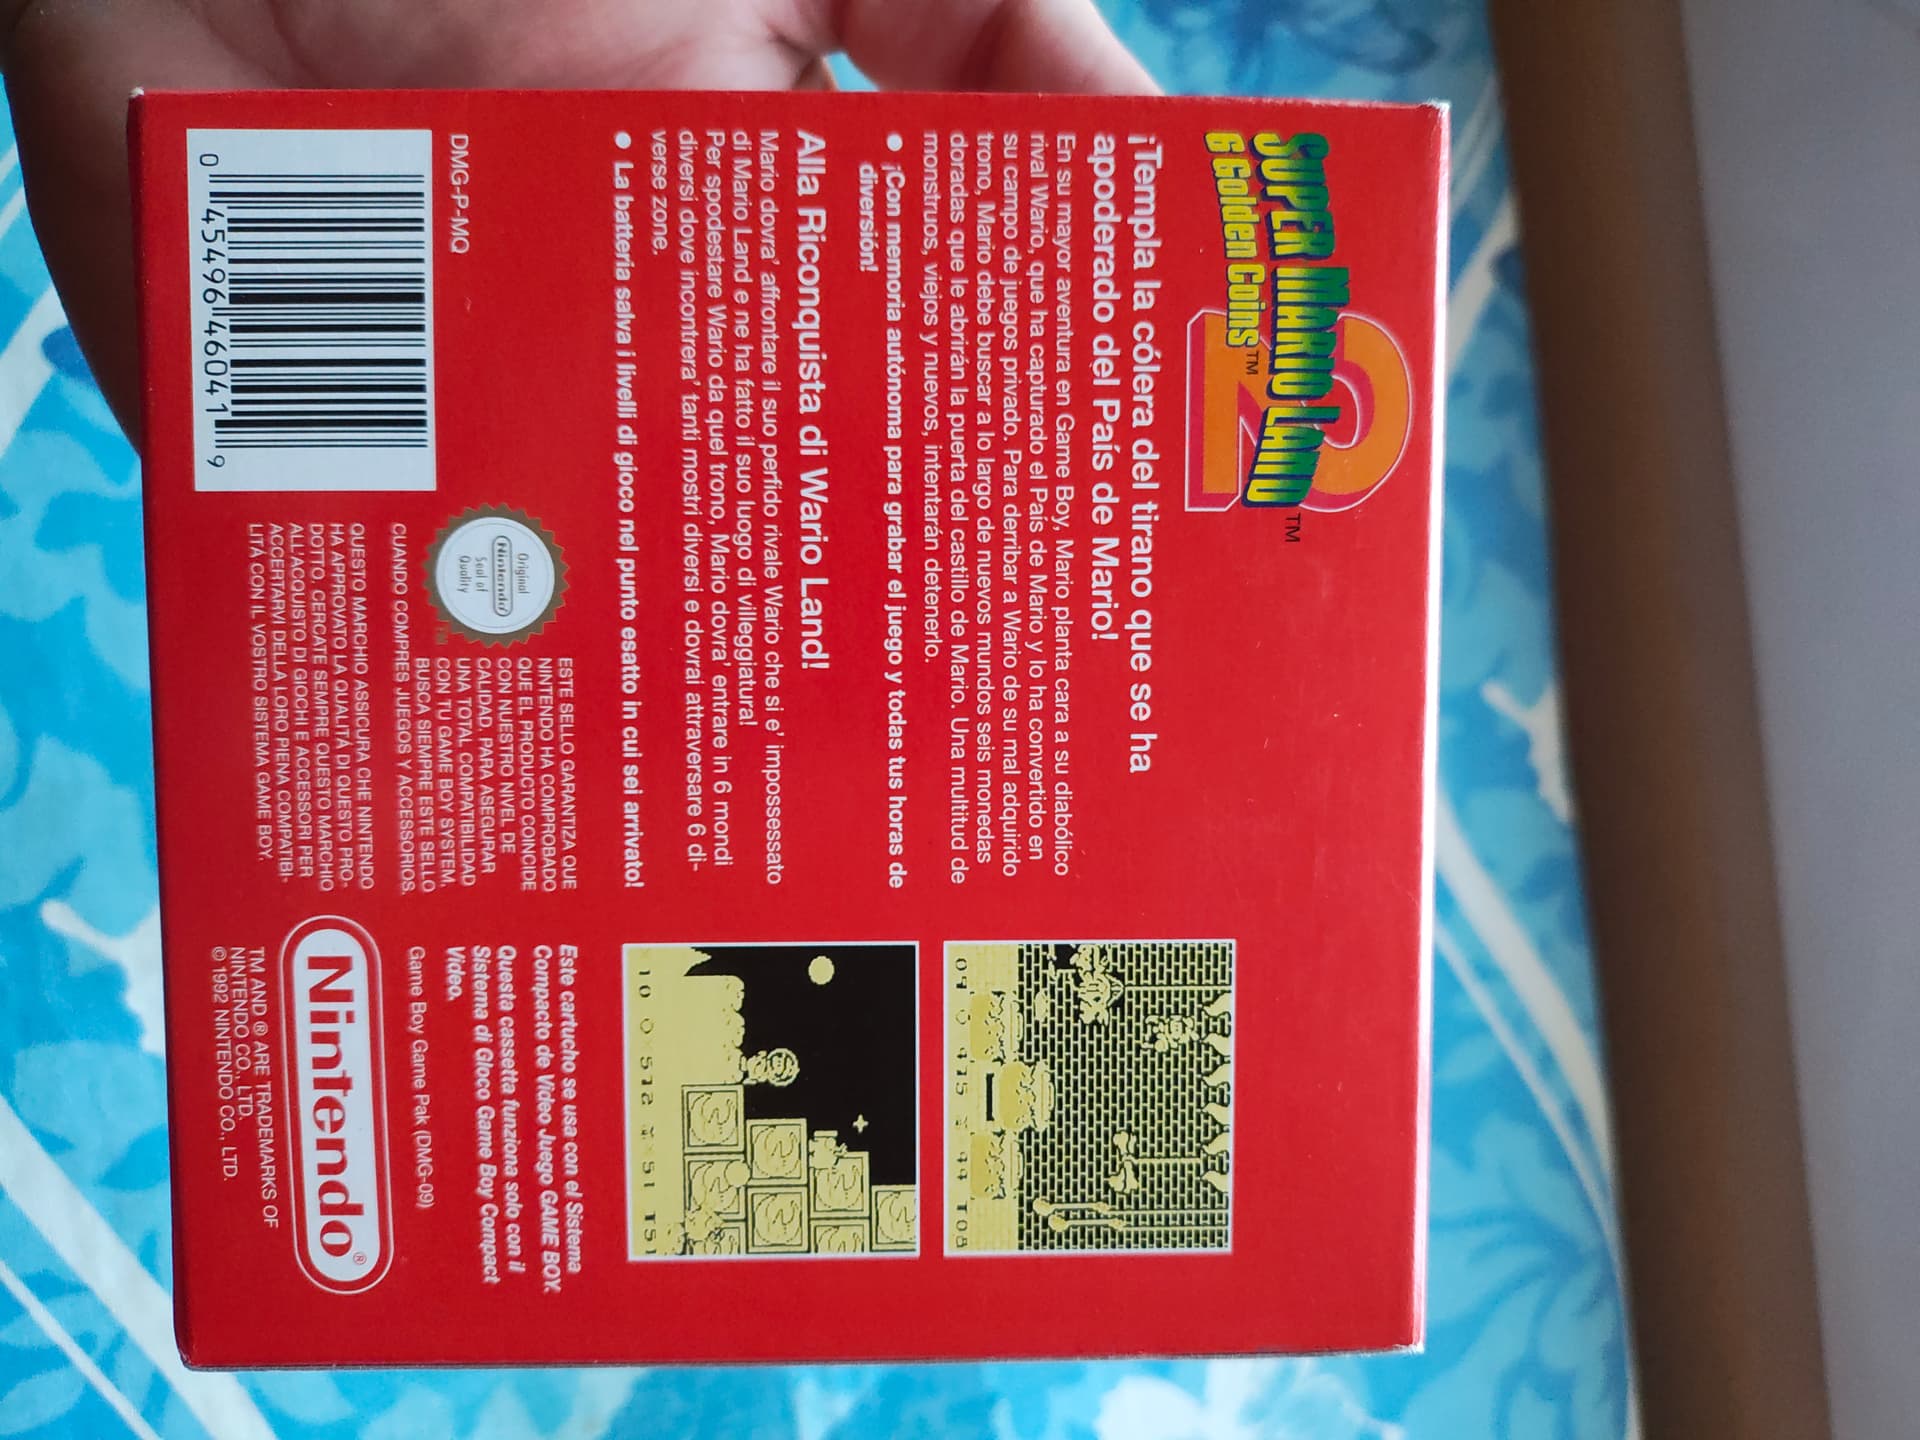 SUPER MARIO LAND 2™
6 Golden Coins™
¡Templa la cólera del tirano que se ha
apoderado del País de Mario!
En su mayor aventura en Game Boy, Mario planta cara a su diabólico
rival Wario, que ha capturado el País de Mario y lo ha convertido en
su campo de juegos privado. Para derribar a Wario de su mal adquirido
trono, Mario debe buscar a lo largo de nuevos mundos seis monedas
doradas que le abrirán la puerta del castillo de Mario. Una multitud de
monstruos, viejos y nuevos, intentarán detenerlo.
● ¡Con memoria autónoma para grabar el juego y todas tus horas de
diversión!
Alla Riconquista di Wario Land!
Mario dovra' affrontare il suo perfido rivale Wario che si e' impossessato
di Mario Land e ne ha fatto il suo luogo di villeggiatura!
Per spodestare Wario da quel trono, Mario dovra' entrare in 6 mondi
diversi dove incontrera' tanti mostri diversi e dovrai attraversare 6 di-
verse zone.
● La batteria salva i livelli di gioco nel punto esatto in cui sei arrivato!
09 0 415 * 44 T08
10 0 512 * 51 T51
DMG-P-MQ
0 45496 46041 9
Original
Nintendo
Seal of
Quality
TM
ESTE SELLO GARANTIZA QUE
NINTENDO HA COMPROBADO
QUE EL PRODUCTO COINCIDE
CON NUESTRO NIVEL DE
CALIDAD, PARA ASEGURAR
UNA TOTAL COMPATIBILIDAD
CON TU GAME BOY SYSTEM.
BUSCA SIEMPRE ESTE SELLO
CUANDO COMPRES JUEGOS Y ACCESSORIOS.
QUESTO MARCHIO ASSICURA CHE NINTENDO
HA APPROVATO LA QUALITÀ DI QUESTO PRO-
DOTTO. CERCATE SEMPRE QUESTO MARCHIO
ALL'ACQUISTO DI GIOCHI E ACCESSORI PER
ACCERTARVI DELLA LORO PIENA COMPATIBI-
LITÀ CON IL VOSTRO SISTEMA GAME BOY.
Este cartucho se usa con el Sistema
Compacto de Video Juego GAME BOY.
Questa cassetta funziona solo con il
Sistema di Gioco Game Boy Compact
Video.
Game Boy Game Pak (DMG-09)
Nintendo®
TM AND ® ARE TRADEMARKS OF
NINTENDO CO., LTD.
© 1992 NINTENDO CO., LTD.